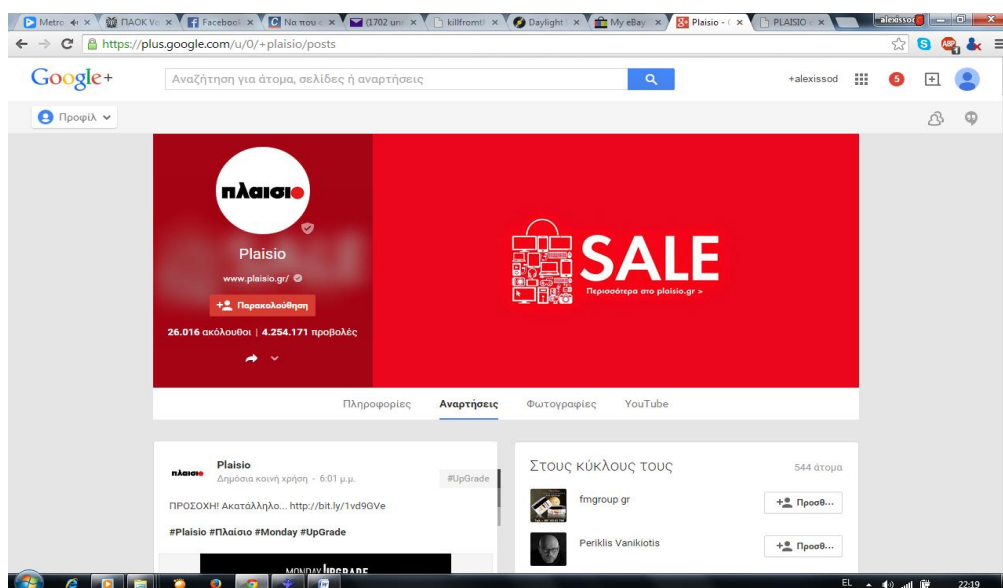 Metro
ΠΑΟΚ Vo
Facebook
Να που
(1702 unr
killfromtl
Daylight
My eBay
Plaisio - (
PLAISIO
alexissod
https://plus.google.com/u/0/+plaisio/posts
Google+
Αναζήτηση για άτομα, σελίδες ή αναρτήσεις
+alexissod
5
Προφίλ
πλαισιο
Plaisio
www.plaisio.gr/
Παρακολούθηση
26.016 ακόλουθοι | 4.254.171 προβολές
SALE
Περισσότερα στο plaisio.gr >
Πληροφορίες Αναρτήσεις Φωτογραφίες YouTube
πλαισιο
Plaisio
Δημόσια κοινή χρήση - 6:01 μ.μ.
#UpGrade
ΠΡΟΣΟΧΗ! Ακατάλληλο... http://bit.ly/1vd9GVe
#Plaisio #Πλαίσιο #Monday #UpGrade
MONDAY UPGRADE
Στους κύκλους τους
544 άτομα
fmgroup gr
Προσθ...
Periklis Vanikiotis
Προσθ...
EL
22:19